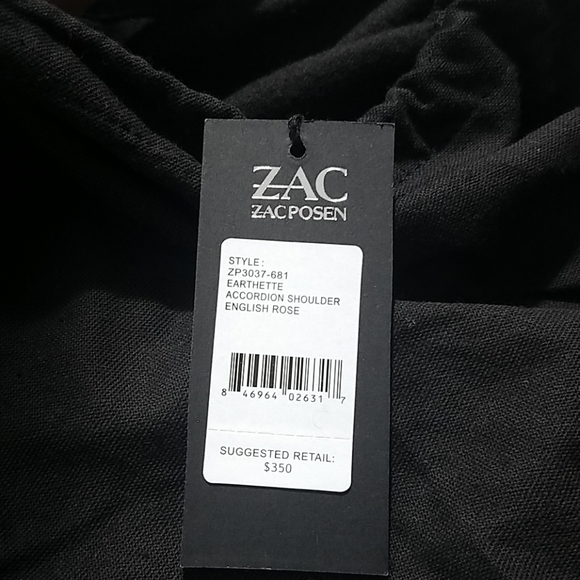 ZAC
ZAC POSEN
STYLE:
ZP3037-681
EARTHETTE
ACCORDION SHOULDER
ENGLISH ROSE
8 46964 02631 7
SUGGESTED RETAIL:
$350